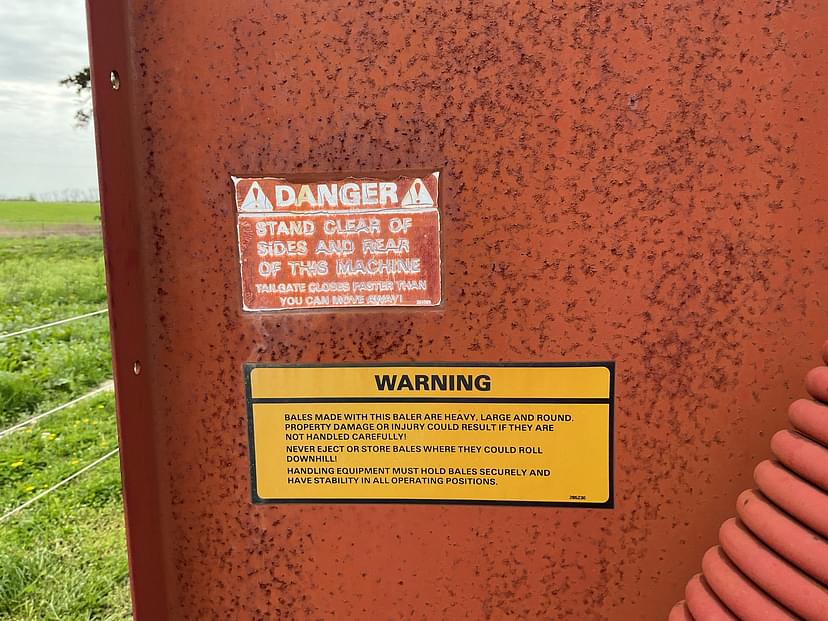 DANGER
STAND CLEAR OF
SIDES AND REAR
OF THIS MACHINE
TAILGATE CLOSES FASTER THAN
YOU CAN MOVE AWAY!
WARNING
BALES MADE WITH THIS BALER ARE HEAVY, LARGE AND ROUND.
PROPERTY DAMAGE OR INJURY COULD RESULT IF THEY ARE
NOT HANDLED CAREFULLY!
NEVER EJECT OR STORE BALES WHERE THEY COULD ROLL
DOWNHILL!
HANDLING EQUIPMENT MUST HOLD BALES SECURELY AND
HAVE STABILITY IN ALL OPERATING POSITIONS.